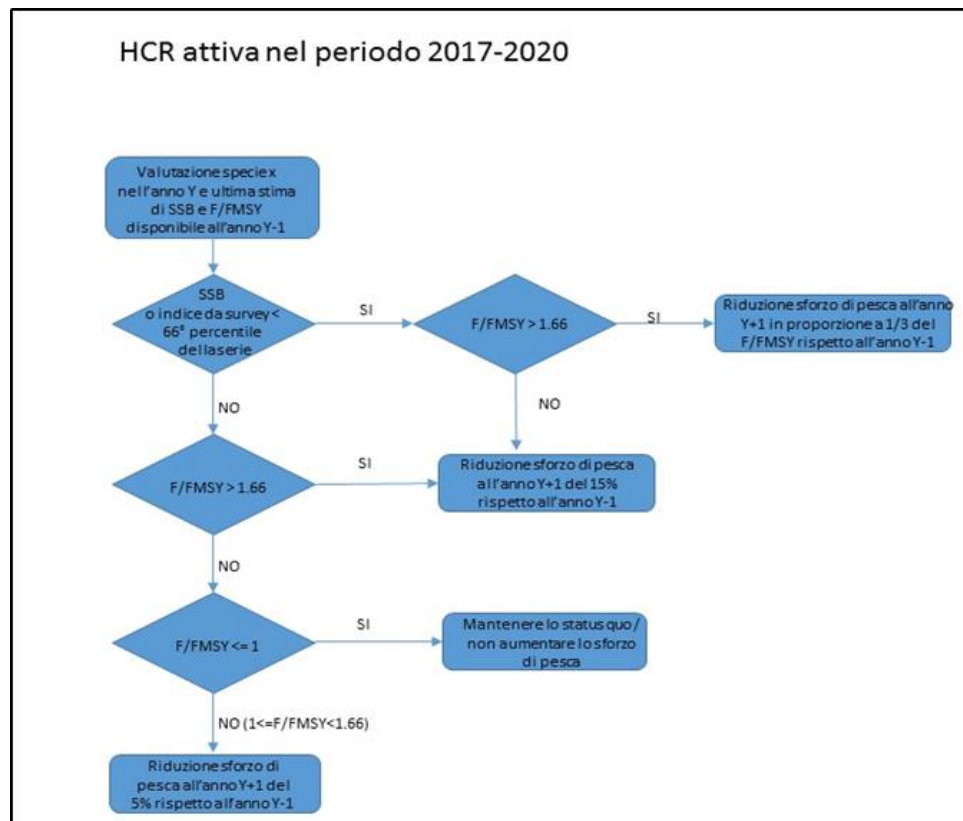 HCR attiva nel periodo 2017-2020
Valutazione specie x
nell'anno Y e ultima stima
di SSB e F/FMSY
disponibile all'anno Y-1
SSB
o indice da survey<
66° percentile
della serie
SI
F/FMSY > 1.66
SI
Riduzione sforzo di pesca all'anno
Y+1 in proporzione a 1/3 del
F/FMSY rispetto all'anno Y-1
NO
NO
F/FMSY > 1.66
SI
Riduzione sforzo di pesca
all'anno Y+1 del 15%
rispetto all'anno Y-1
NO
F/FMSY <= 1
SI
Mantenere lo status quo /
non aumentare lo sforzo
di pesca
NO (1<=F/FMSY<1.66)
Riduzione sforzo di
pesca all'anno Y+1 del
5% rispetto all'anno Y-1